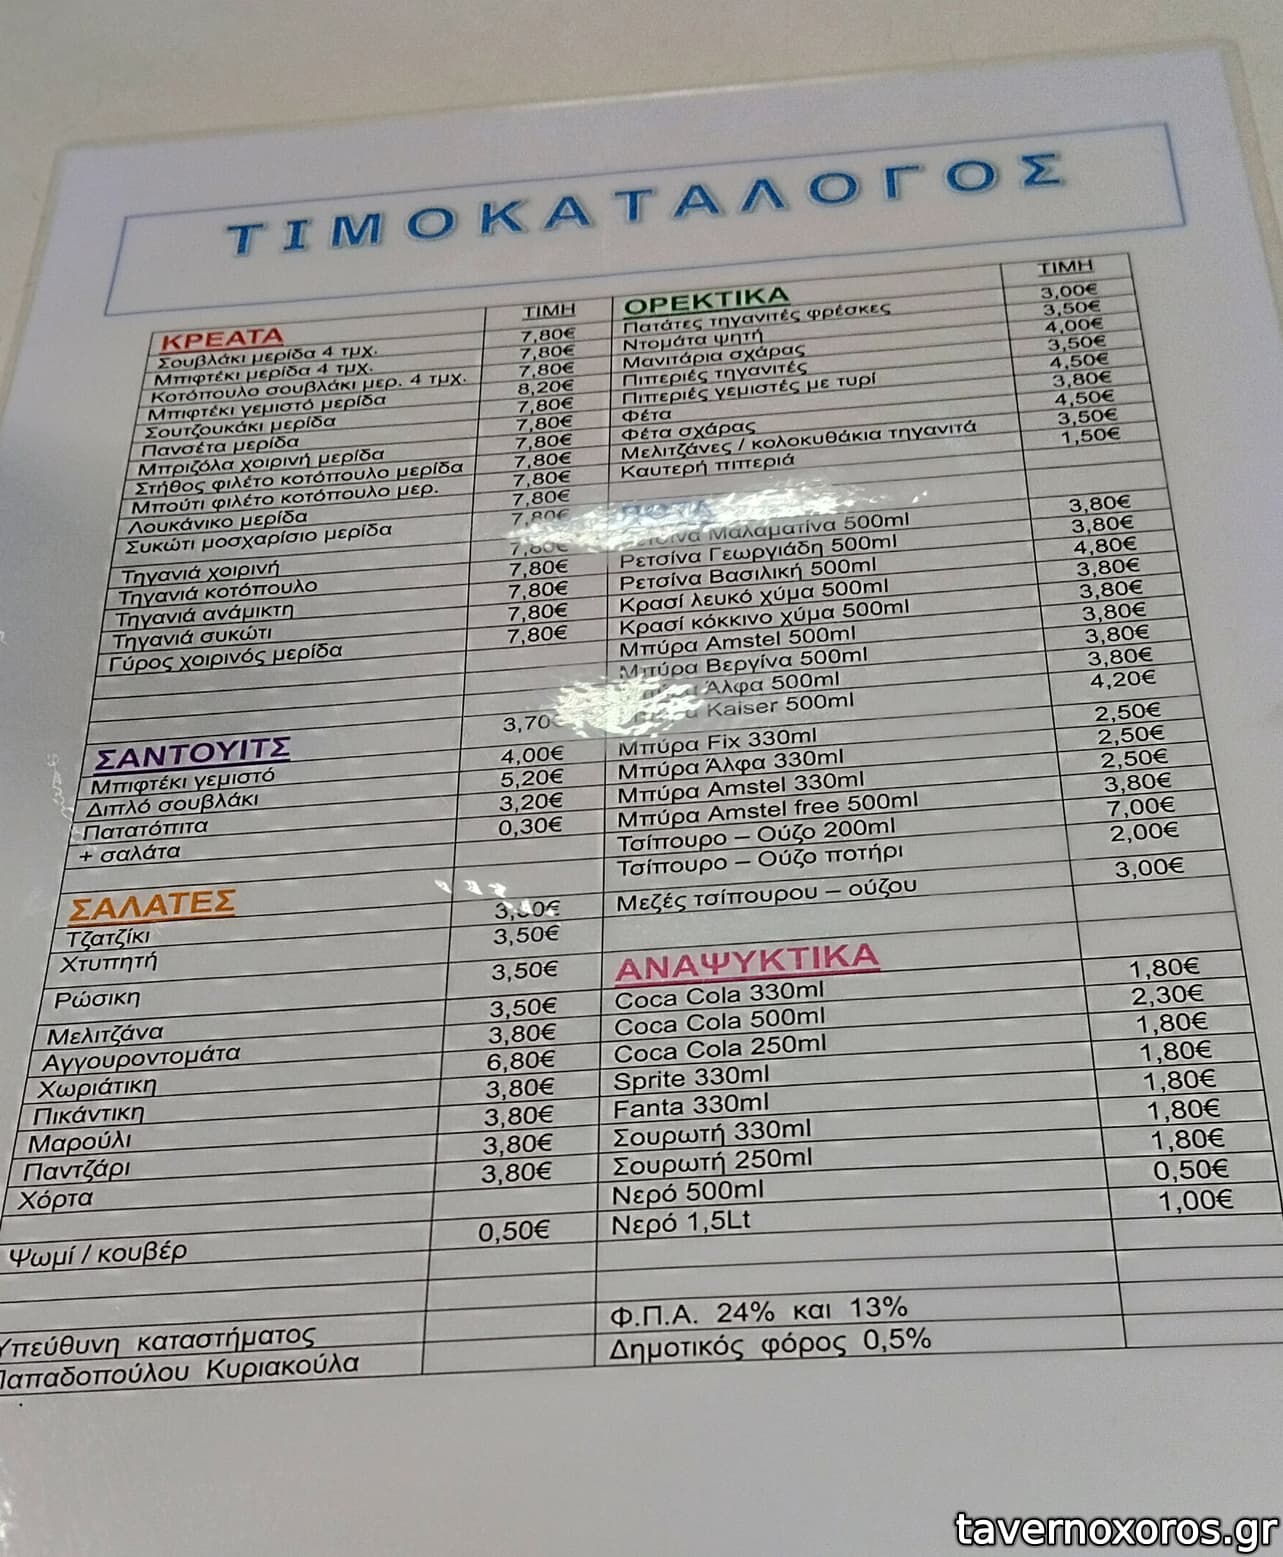 ΤΙΜΟΚΑΤΑΛΟΓΟΣ
ΚΡΕΑΤΑ ΤΙΜΗ
Σουβλάκι μερίδα 4 τμχ. 7,80€
Μπιφτέκι μερίδα 4 τμχ. 7,80€
Κοτόπουλο σουβλάκι μερ. 4 τμχ. 7,80€
Μπιφτέκι γεμιστό μερίδα 8,20€
Σουτζουκάκι μερίδα 7,80€
Πανσέτα μερίδα 7,80€
Μπριζόλα χοιρινή μερίδα 7,80€
Στήθος φιλέτο κοτόπουλο μερίδα 7,80€
Μπούτι φιλέτο κοτόπουλο μερ. 7,80€
Λουκάνικο μερίδα 7,80€
Συκώτι μοσχαρίσιο μερίδα 7,80€
Τηγανιά χοιρινή 7,80€
Τηγανιά κοτόπουλο 7,80€
Τηγανιά ανάμικτη 7,80€
Τηγανιά συκώτι 7,80€
Γύρος χοιρινός μερίδα 7,80€
ΣΑΝΤΟΥΙΤΣ 3,70€
Μπιφτέκι γεμιστό 4,00€
Διπλό σουβλάκι 5,20€
Πατατόπιτα 3,20€
+ σαλάτα 0,30€
ΣΑΛΑΤΕΣ
Τζατζίκι
Χτυπητή 3,50€
Ρώσικη 3,50€
Μελιτζάνα 3,50€
Αγγουροντομάτα 3,80€
Χωριάτικη 6,80€
Πικάντικη 3,80€
Μαρούλι 3,80€
Παντζάρι 3,80€
Χόρτα 3,80€
Ψωμί / κουβέρ 0,50€
Υπεύθυνη καταστήματος
Παπαδοπούλου Κυριακούλα
ΟΡΕΚΤΙΚΑ ΤΙΜΗ
Πατάτες τηγανιτές φρέσκες 3,00€
Ντομάτα ψητή 3,50€
Μανιτάρια σχάρας 4,00€
Πιπεριές τηγανιτές 3,50€
Πιπεριές γεμιστές με τυρί 4,50€
Φέτα 3,80€
Φέτα σχάρας 4,50€
Μελιτζάνες / κολοκυθάκια τηγανιτά 3,50€
Καυτερή πιπεριά 1,50€
ΠΟΤΑ
Ρετσίνα Μαλαματίνα 500ml 3,80€
Ρετσίνα Γεωργιάδη 500ml 3,80€
Ρετσίνα Βασιλική 500ml 4,80€
Κρασί λευκό χύμα 500ml 3,80€
Κρασί κόκκινο χύμα 500ml 3,80€
Μπύρα Amstel 500ml 3,80€
Μπύρα Βεργίνα 500ml 3,80€
Άλφα 500ml 3,80€
Kaiser 500ml 4,20€
Μπύρα Fix 330ml 2,50€
Μπύρα Άλφα 330ml 2,50€
Μπύρα Amstel 330ml 2,50€
Μπύρα Amstel free 500ml 3,80€
Τσίπουρο – Ούζο 200ml 7,00€
Τσίπουρο – Ούζο ποτήρι 2,00€
Μεζές τσίπουρου – ούζου 3,00€
ΑΝΑΨΥΚΤΙΚΑ
Coca Cola 330ml 1,80€
Coca Cola 500ml 2,30€
Coca Cola 250ml 1,80€
Sprite 330ml 1,80€
Fanta 330ml 1,80€
Σουρωτή 330ml 1,80€
Σουρωτή 250ml 1,80€
Νερό 500ml 0,50€
Νερό 1,5Lt 1,00€
Φ.Π.Α. 24% και 13%
Δημοτικός φόρος 0,5%
tavernoxoros.gr